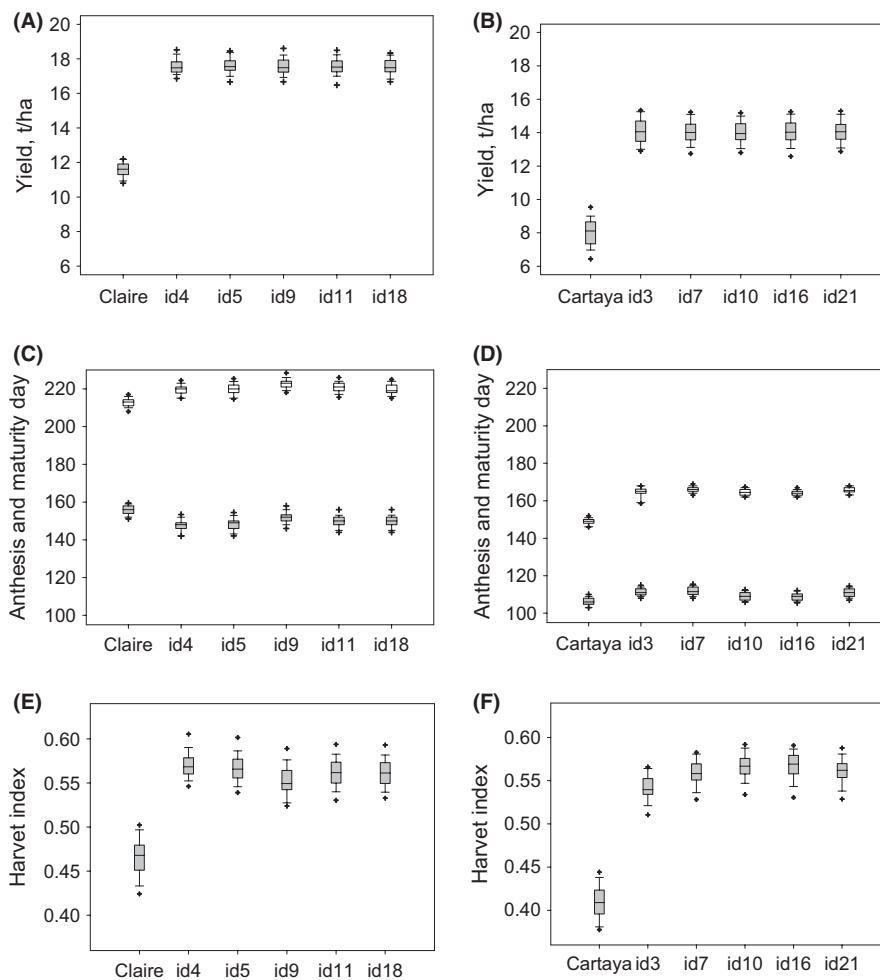 (A)
Yield, t/ha
20
18
16
14
12
10
8
6
Claire id4 id5 id9 id11 id18
(B)
Yield, t/ha
20
18
16
14
12
10
8
6
Cartaya id3 id7 id10 id16 id21
(C)
Anthesis and maturity day
220
200
180
160
140
120
100
Claire id4 id5 id9 id11 id18
(D)
Anthesis and maturity day
220
200
180
160
140
120
100
Cartaya id3 id7 id10 id16 id21
(E)
Harvet index
0.60
0.55
0.50
0.45
0.40
Claire id4 id5 id9 id11 id18
(F)
Harvet index
0.60
0.55
0.50
0.45
0.40
Cartaya id3 id7 id10 id16 id21